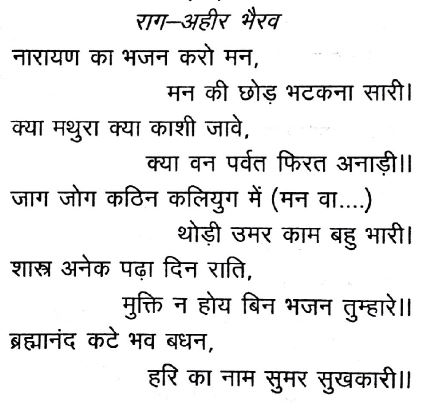 राग–अहीर भैरव
नारायण का भजन करो मन,
मन की छोड़ भटकना सारी।
क्या मथुरा क्या काशी जावे,
क्या वन पर्वत फिरत अनाड़ी॥
जाग जोग कठिन कलियुग में (मन वा....)
थोड़ी उमर काम बहु भारी।
शास्त्र अनेक पढ़ा दिन राति,
मुक्ति न होय बिन भजन तुम्हारे॥
ब्रह्मानंद कटे भव बधन,
हरि का नाम सुमर सुखकारी॥